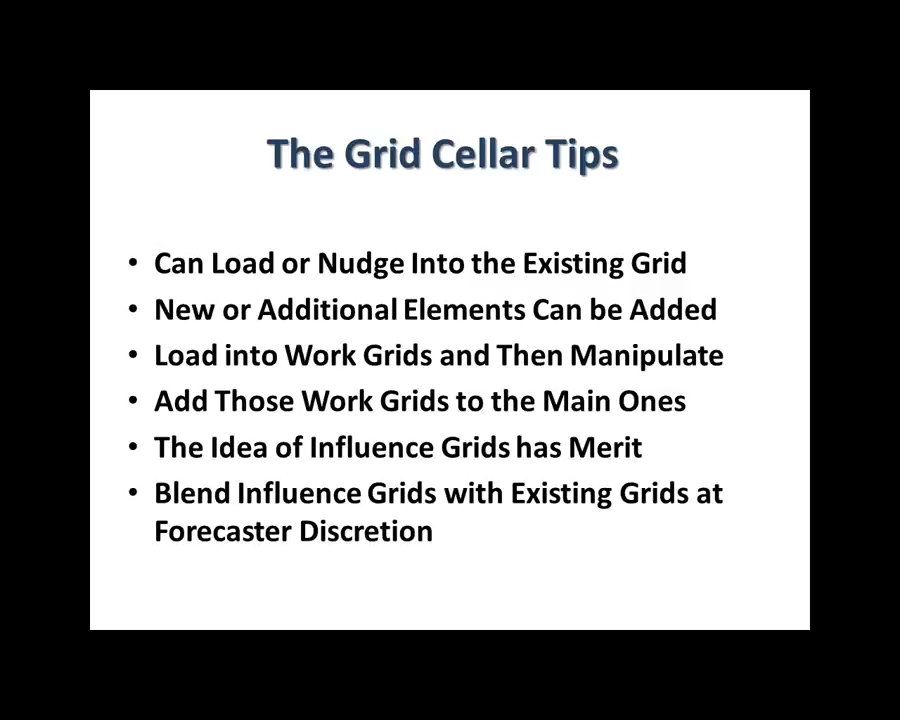 The Grid Cellar Tips
• Can Load or Nudge Into the Existing Grid
• New or Additional Elements Can be Added
• Load into Work Grids and Then Manipulate
• Add Those Work Grids to the Main Ones
• The Idea of Influence Grids has Merit
• Blend Influence Grids with Existing Grids at
Forecaster Discretion